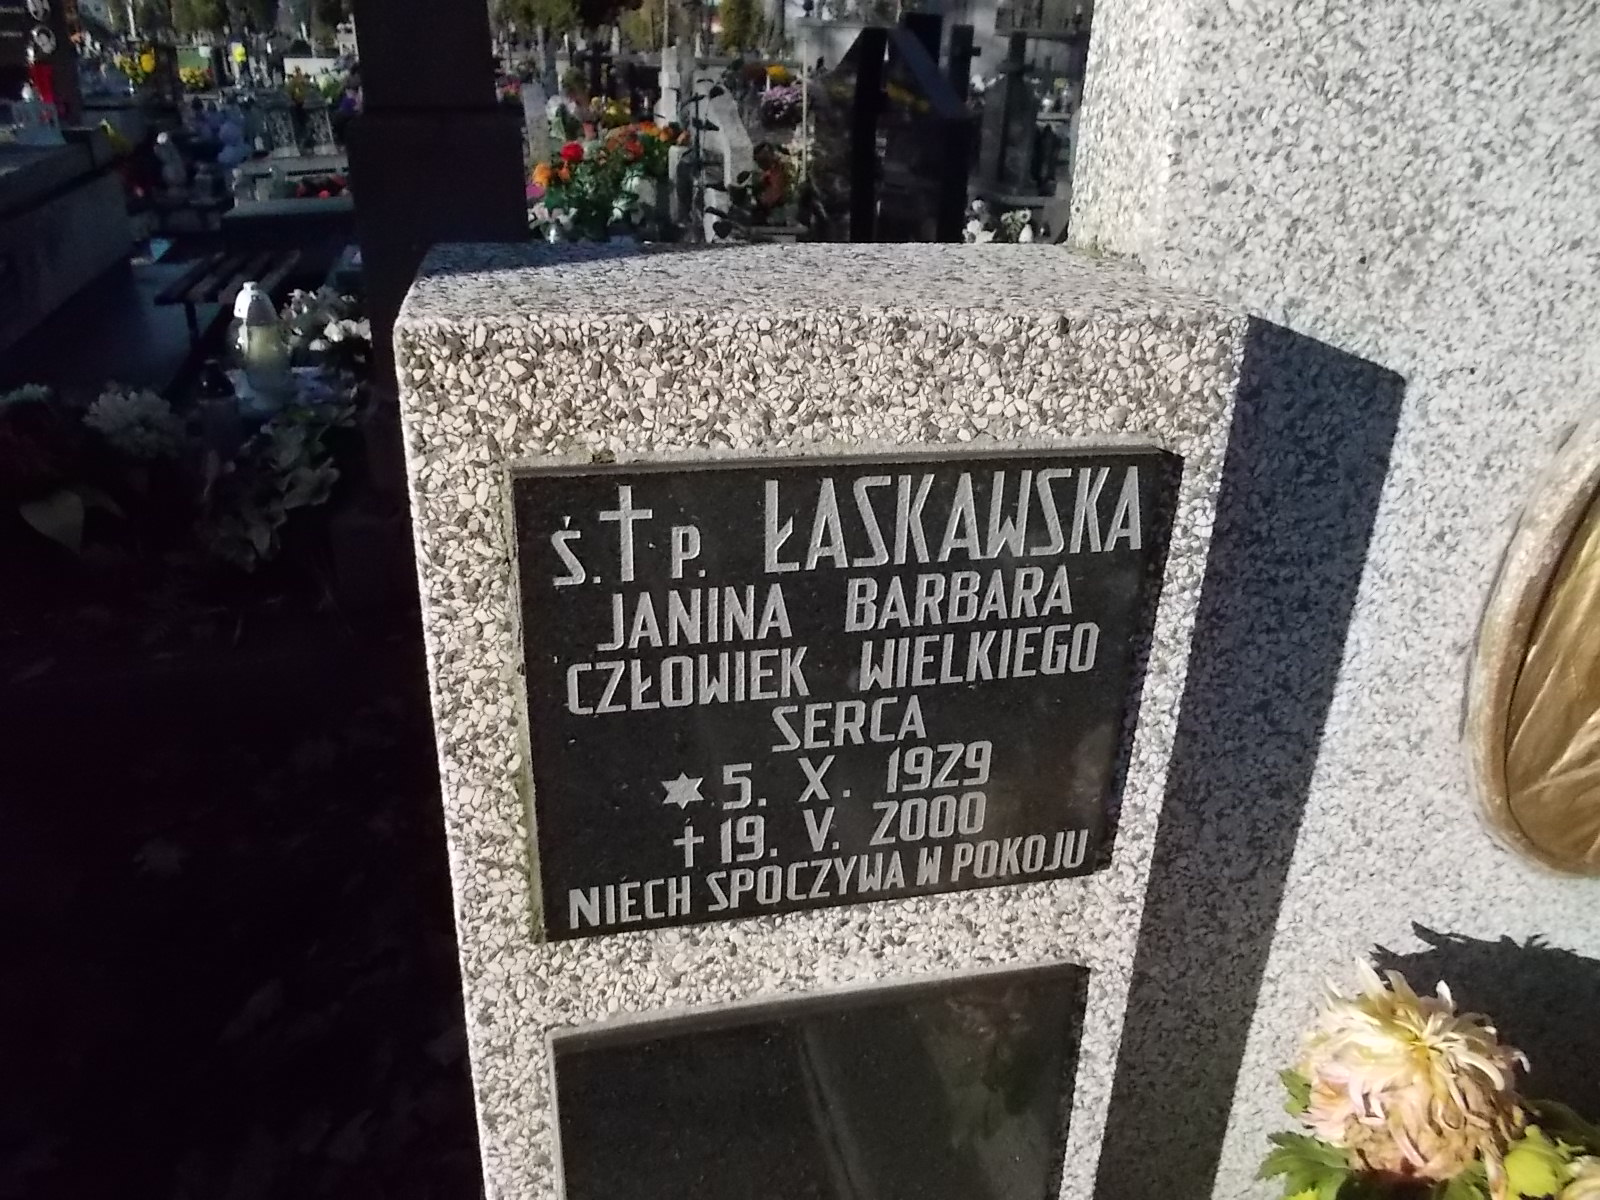 Ś. † P. ŁASKAWSKA
JANINA BARBARA
CZŁOWIEK WIELKIEGO
SERCA
★ 5. X. 1929
† 19. V. 2000
NIECH SPOCZYWA W POKOJU